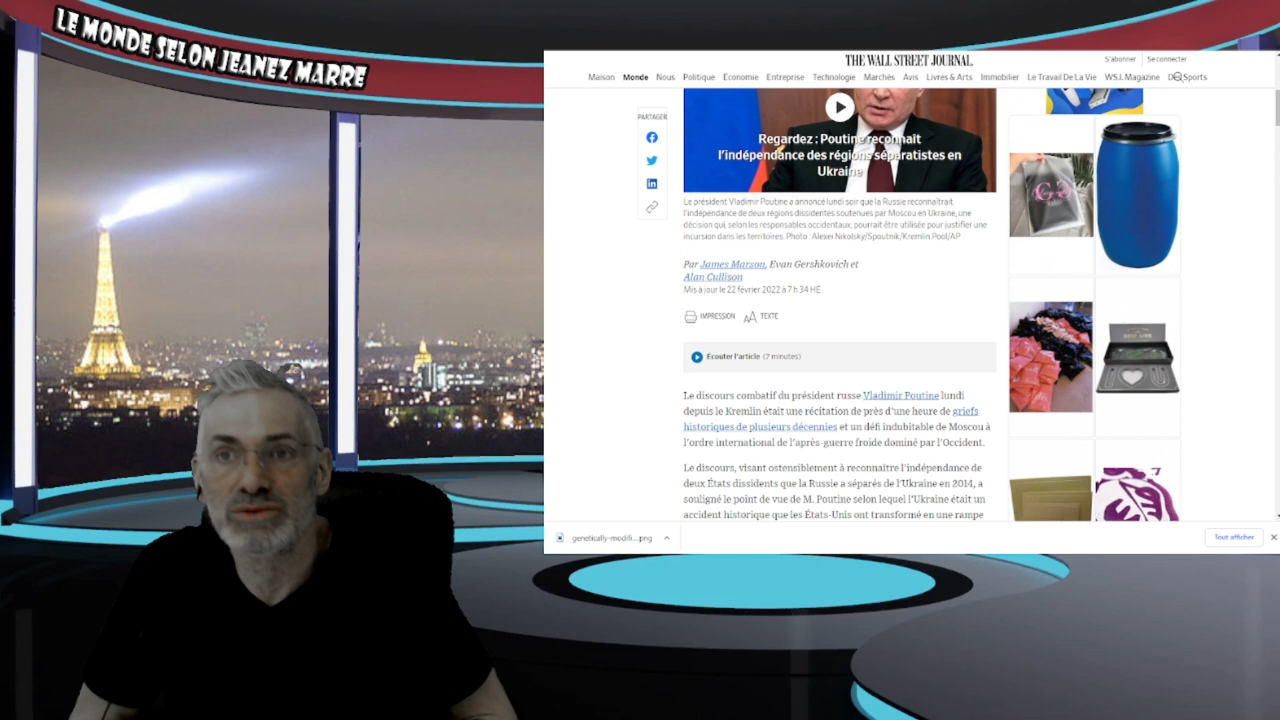 LE MONDE SELON JEANEZ MARRE
THE WALL STREET JOURNAL.
S'abonner Se connecter
Maison Monde Nous Politique Économie Entreprise Technologie Marchés Avis Livres & Arts Immobilier Le Travail De La Vie WSJ. Magazine Des Sports
PARTAGER
Regardez : Poutine reconnaît
l'indépendance des régions séparatistes en
Ukraine
Le président Vladimir Poutine a annoncé lundi soir que la Russie reconnaîtrait
l'indépendance de deux régions dissidentes soutenues par Moscou en Ukraine, une
décision qui, selon les responsables occidentaux, pourrait être utilisée pour justifier une
incursion dans les territoires. Photo : Alexei Nikolsky/Spoutnik/Kremlin Pool/AP
Par James Marson, Evan Gershkovich et
Alan Cullison
Mis à jour le 22 février 2022 à 7 h 34 HE
IMPRESSION AA TEXTE
Ecouter l'article (7 minutes)
Le discours combatif du président russe Vladimir Poutine lundi
depuis le Kremlin était une récitation de près d'une heure de griefs
historiques de plusieurs décennies et un défi indubitable de Moscou à
l'ordre international de l'après-guerre froide dominé par l'Occident.
Le discours, visant ostensiblement à reconnaître l'indépendance de
deux États dissidents que la Russie a séparés de l'Ukraine en 2014, a
souligné le point de vue de M. Poutine selon lequel l'Ukraine était un
accident historique que les États-Unis ont transformé en une rampe
genetically-modifi....png
Tout afficher